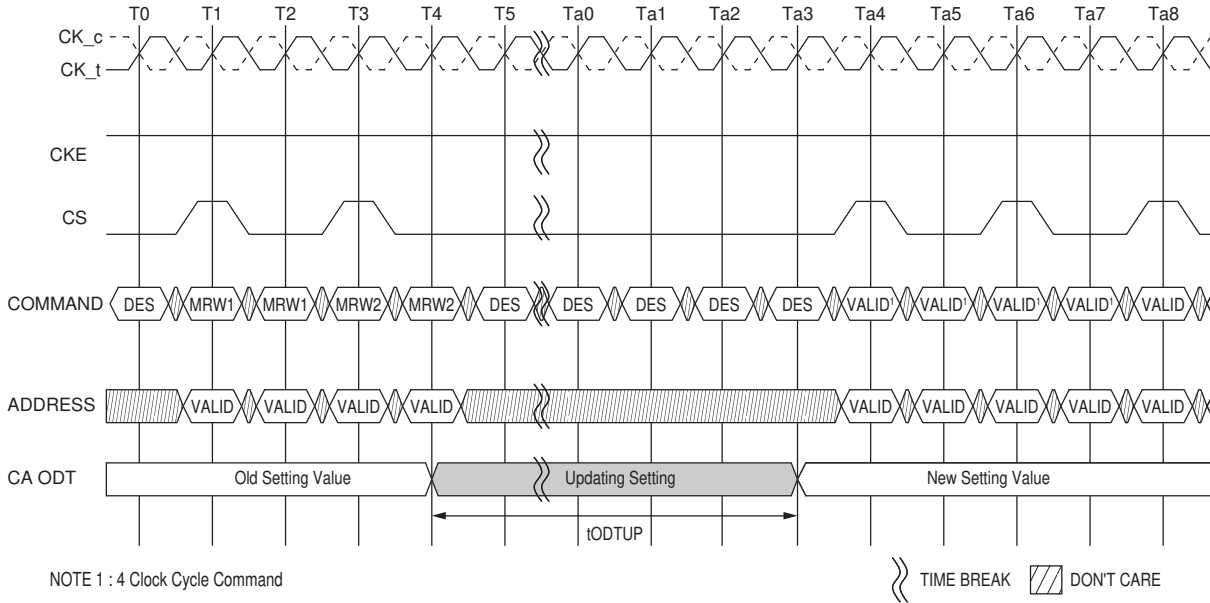 T0 T1 T2 T3 T4 T5 Ta0 Ta1 Ta2 Ta3 Ta4 Ta5 Ta6 Ta7 Ta8
CK_c
CK_t
CKE
CS
COMMAND DES MRW1 MRW1 MRW2 MRW2 DES DES DES DES DES VALID¹ VALID¹ VALID¹ VALID¹ VALID
ADDRESS VALID VALID VALID VALID VALID VALID VALID VALID VALID
CA ODT Old Setting Value Updating Setting New Setting Value
tODTUP
NOTE 1 : 4 Clock Cycle Command TIME BREAK DON'T CARE